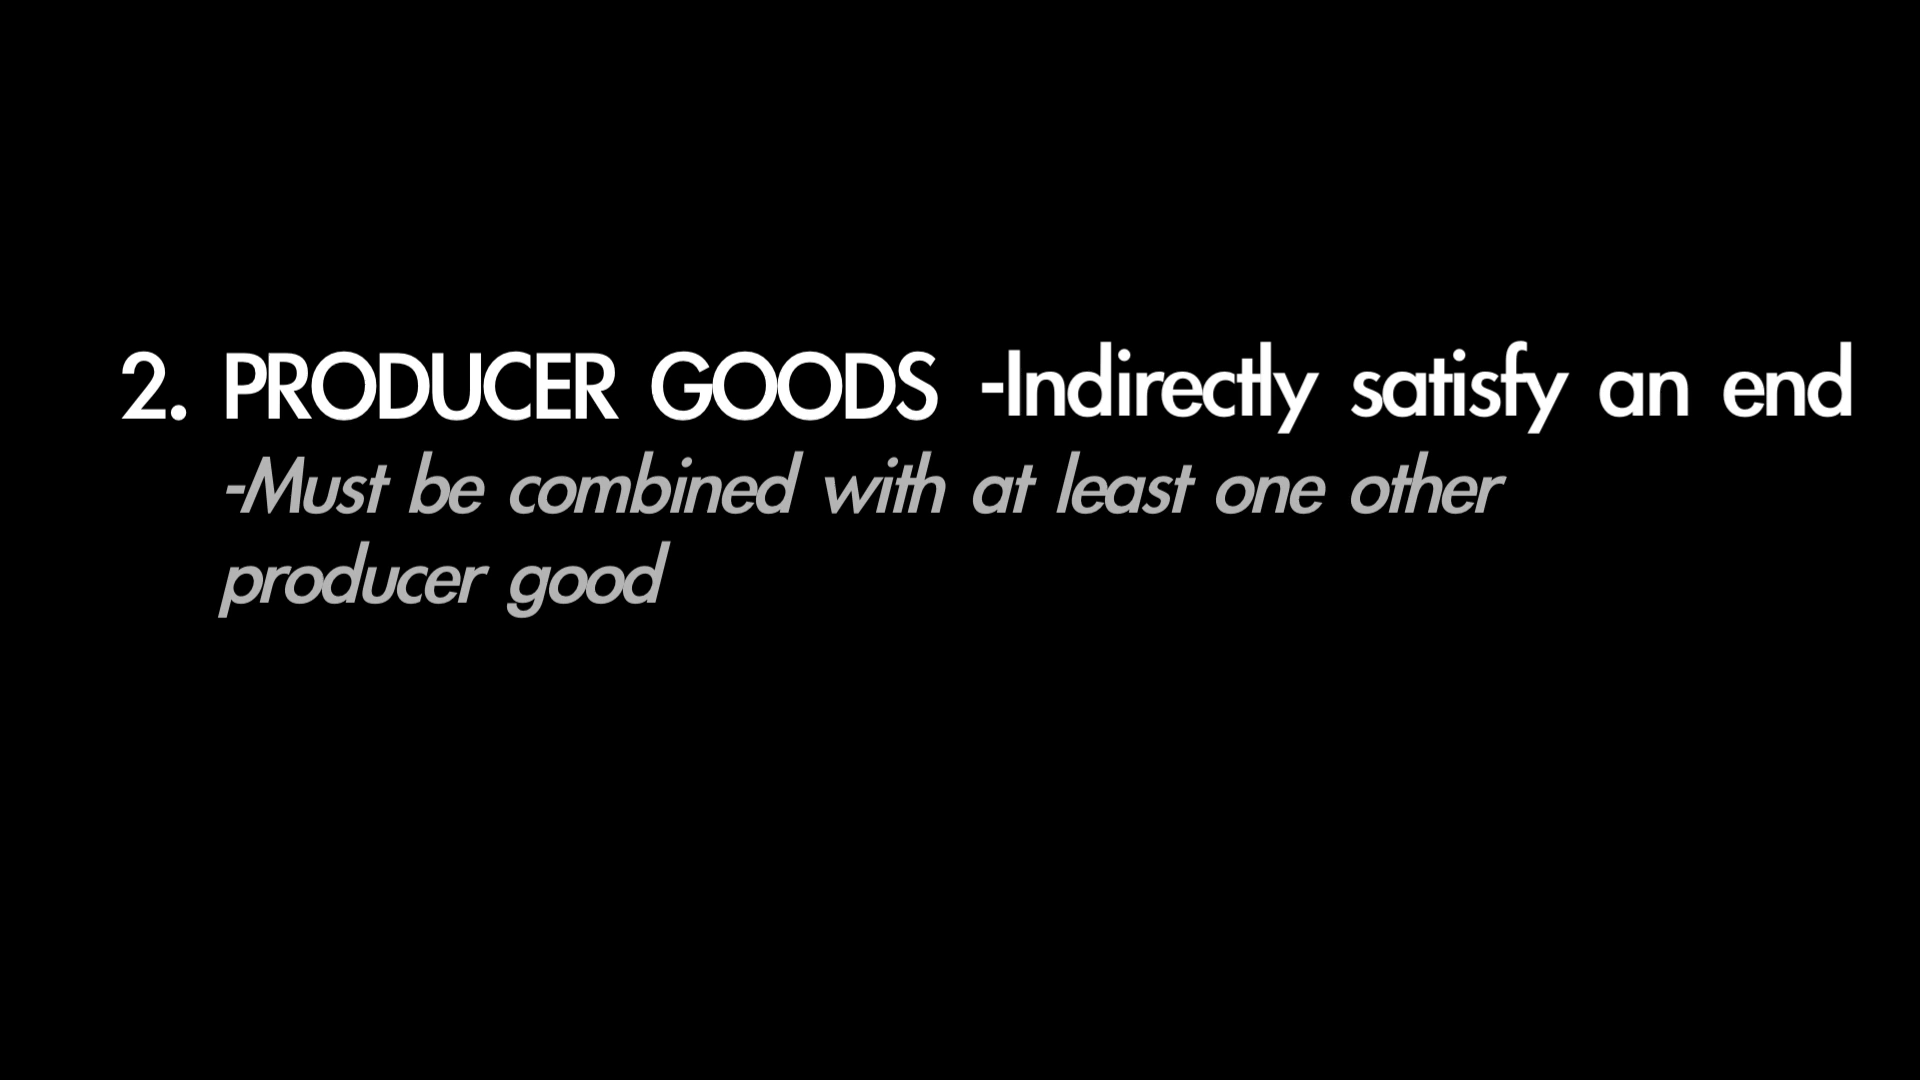 2. PRODUCER GOODS -Indirectly satisfy an end
-Must be combined with at least one other
producer good